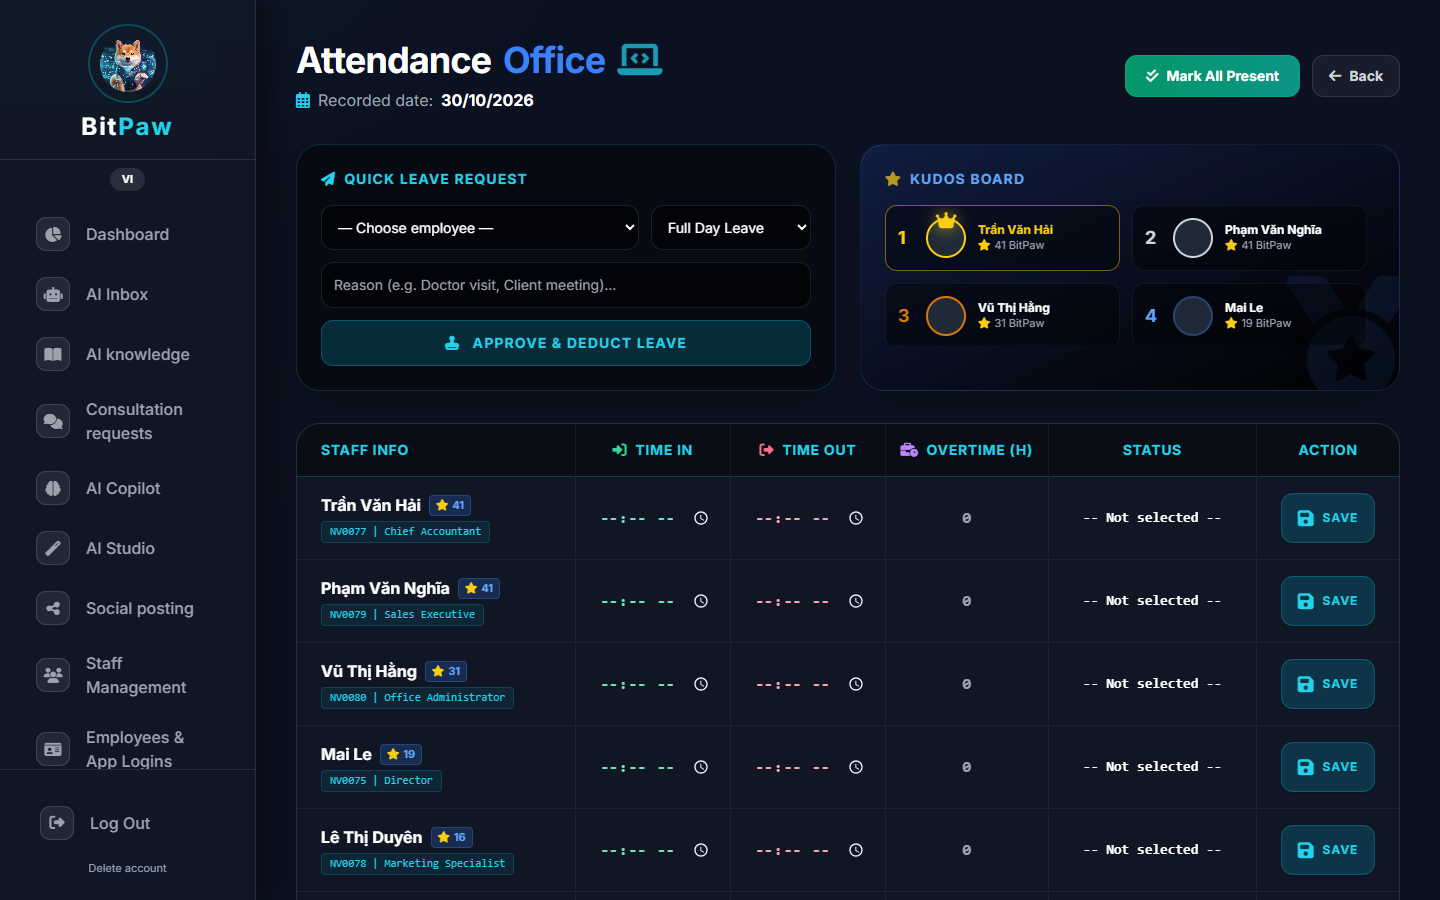 BitPaw
VI
Dashboard
AI Inbox
AI knowledge
Consultation
requests
AI Copilot
AI Studio
Social posting
Staff
Management
Employees &
App Logins
Log Out
Delete account
Attendance Office
Recorded date: 30/10/2026
Mark All Present
Back
QUICK LEAVE REQUEST
— Choose employee —
Full Day Leave
Reason (e.g. Doctor visit, Client meeting)...
APPROVE & DEDUCT LEAVE
KUDOS BOARD
1
Trần Văn Hải
41 BitPaw
2
Phạm Văn Nghĩa
41 BitPaw
3
Vũ Thị Hằng
31 BitPaw
4
Mai Le
19 BitPaw
STAFF INFO TIME IN TIME OUT OVERTIME (H) STATUS ACTION
Trần Văn Hải 41
NV0077 | Chief Accountant
--:-- -- --:-- -- 0 -- Not selected -- SAVE
Phạm Văn Nghĩa 41
NV0079 | Sales Executive
--:-- -- --:-- -- 0 -- Not selected -- SAVE
Vũ Thị Hằng 31
NV0080 | Office Administrator
--:-- -- --:-- -- 0 -- Not selected -- SAVE
Mai Le 19
NV0075 | Director
--:-- -- --:-- -- 0 -- Not selected -- SAVE
Lê Thị Duyên 16
NV0078 | Marketing Specialist
--:-- -- --:-- -- 0 -- Not selected -- SAVE